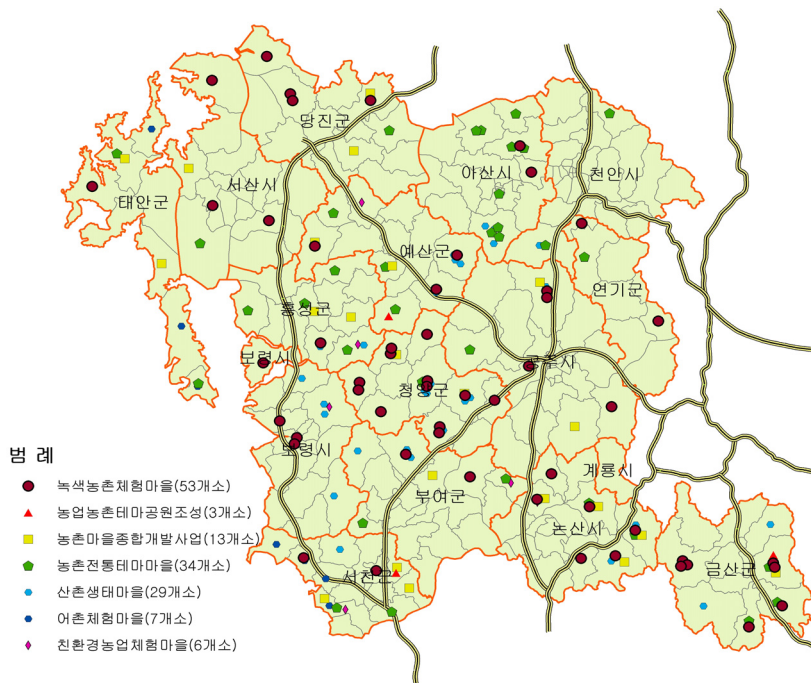 당진군
아산시
천안시
서산시
태안군
예산군
연기군
홍성군
보령시
공주시
청양군
범 례
보령시
계룡시
녹색농촌체험마을(53개소)
부여군
농업농촌테마공원조성(3개소)
논산시
농촌마을종합개발사업(13개소)
농촌전통테마마을(34개소)
서천군
금산군
산촌생태마을(29개소)
어촌체험마을(7개소)
친환경농업체험마을(6개소)